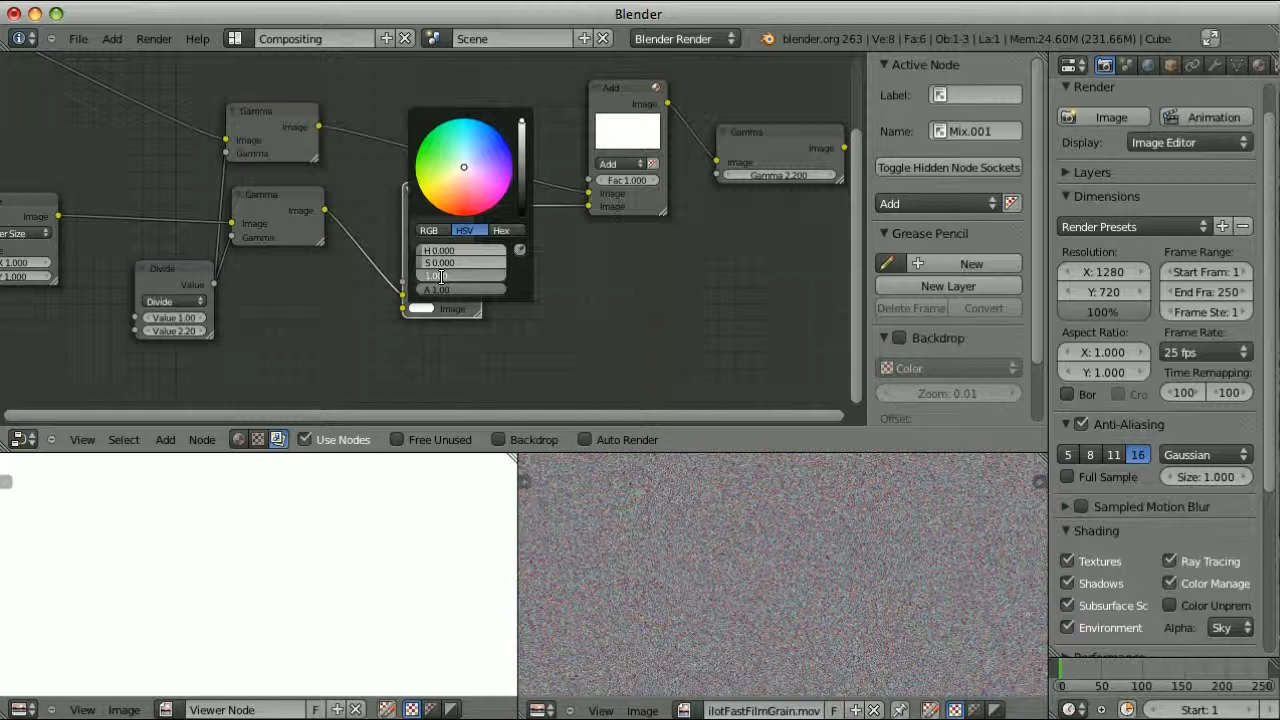 Blender
File Add Render Help Compositing Scene Blender Render blender.org 263 | Ve:8 | Fa:6 | Ob:1-3 | La:1 | Mem:24.60M (231.66M) | Cube
Gamma
Image
Image
Gamma
Gamma
Image
Image
Gamma
Image
er Size
X 1.000
Y 1.000
Divide
Value
Divide
Value 1.00
Value 2.20
RGB HSV Hex
H 0.000
S 0.000
A 1.00
Image
Add
Image
Add
Fac 1.000
Image
Image
Gamma
Image
Image
Gamma 2.200
Active Node
Label:
Name: Mix.001
Toggle Hidden Node Sockets
Add
Grease Pencil
New
New Layer
Delete Frame Convert
Backdrop
Color
Zoom: 0.01
Offset:
Render
Image Animation
Display: Image Editor
Layers
Dimensions
Render Presets
Resolution: Frame Range:
X: 1280 Start Fram: 1
Y: 720 End Fra: 250
100% Frame Ste: 1
Aspect Ratio: Frame Rate:
X: 1.000 25 fps
Y: 1.000 Time Remapping:
Bor Cro 100 100
Anti-Aliasing
5 8 11 16 Gaussian
Full Sample Size: 1.000
Sampled Motion Blur
Shading
Textures Ray Tracing
Shadows Color Manage
Subsurface Sc Color Unprem
Environment Alpha: Sky
View Select Add Node Use Nodes Free Unused Backdrop Auto Render
0 50 100 150 200 250
View Image Viewer Node F
View Image ilotFastFilmGrain.mov F
Start: 1